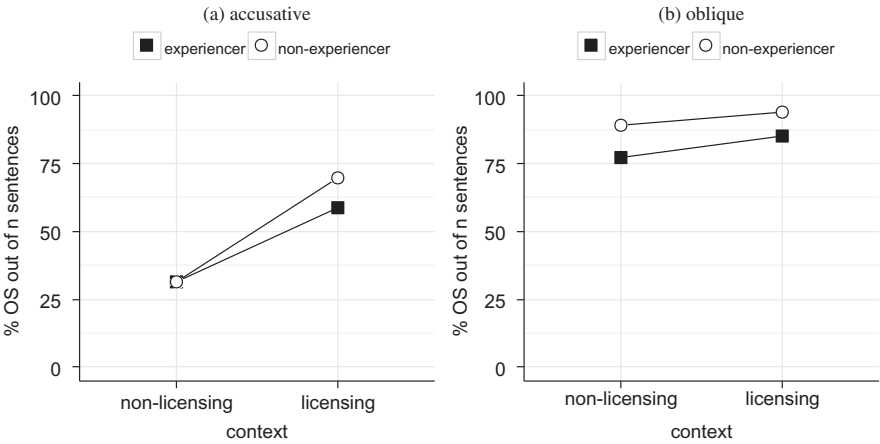 (a) accusative
experiencer non-experiencer
% OS out of n sentences
100
75
50
25
0
non-licensing licensing
context
(b) oblique
experiencer non-experiencer
% OS out of n sentences
100
75
50
25
0
non-licensing licensing
context